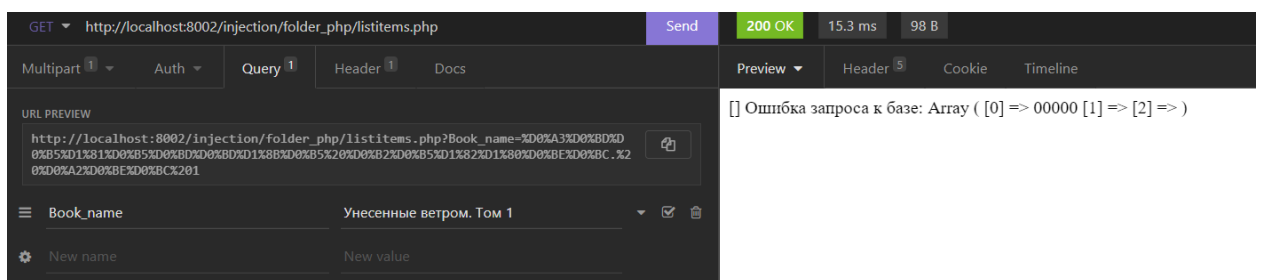 GET http://localhost:8002/injection/folder_php/listitems.php Send 200 OK 15.3 ms 98 B
Multipart 1 Auth Query 1 Header 1 Docs Preview Header 5 Cookie Timeline
URL PREVIEW
[] Ошибка запроса к базе: Array ( [0] => 00000 [1] => [2] => )
http://localhost:8002/injection/folder_php/listitems.php?Book_name=%D0%A3%D0%BD%D
0%B5%D1%81%D0%B5%D0%BD%D0%BD%D1%8B%D0%B5%20%D0%B2%D0%B5%D1%82%D1%80%D0%BE%D0%BC.%2
0%D0%A2%D0%BE%D0%BC%201
Book_name Унесенные ветром. Том 1
New name New value